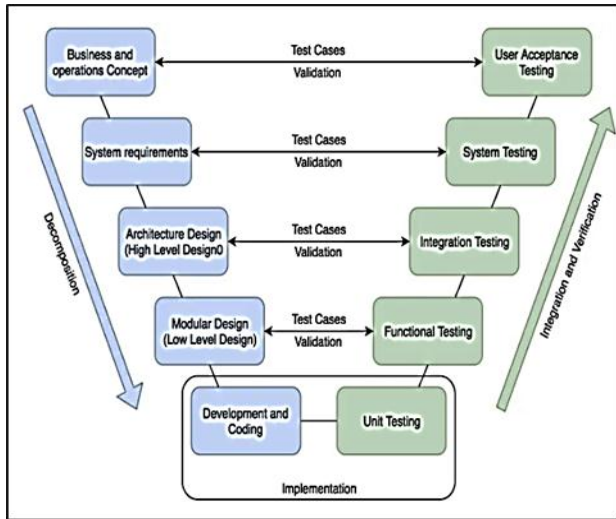 Business and
operations Concept
Test Cases
Validation
User Acceptance
Testing
System requirements
Test Cases
Validation
System Testing
Architecture Design
(High Level Design0
Test Cases
Validation
Integration Testing
Modular Design
(Low Level Design)
Test Cases
Validation
Functional Testing
Development and
Coding
Unit Testing
Implementation
Decomposition
Integration and Verification